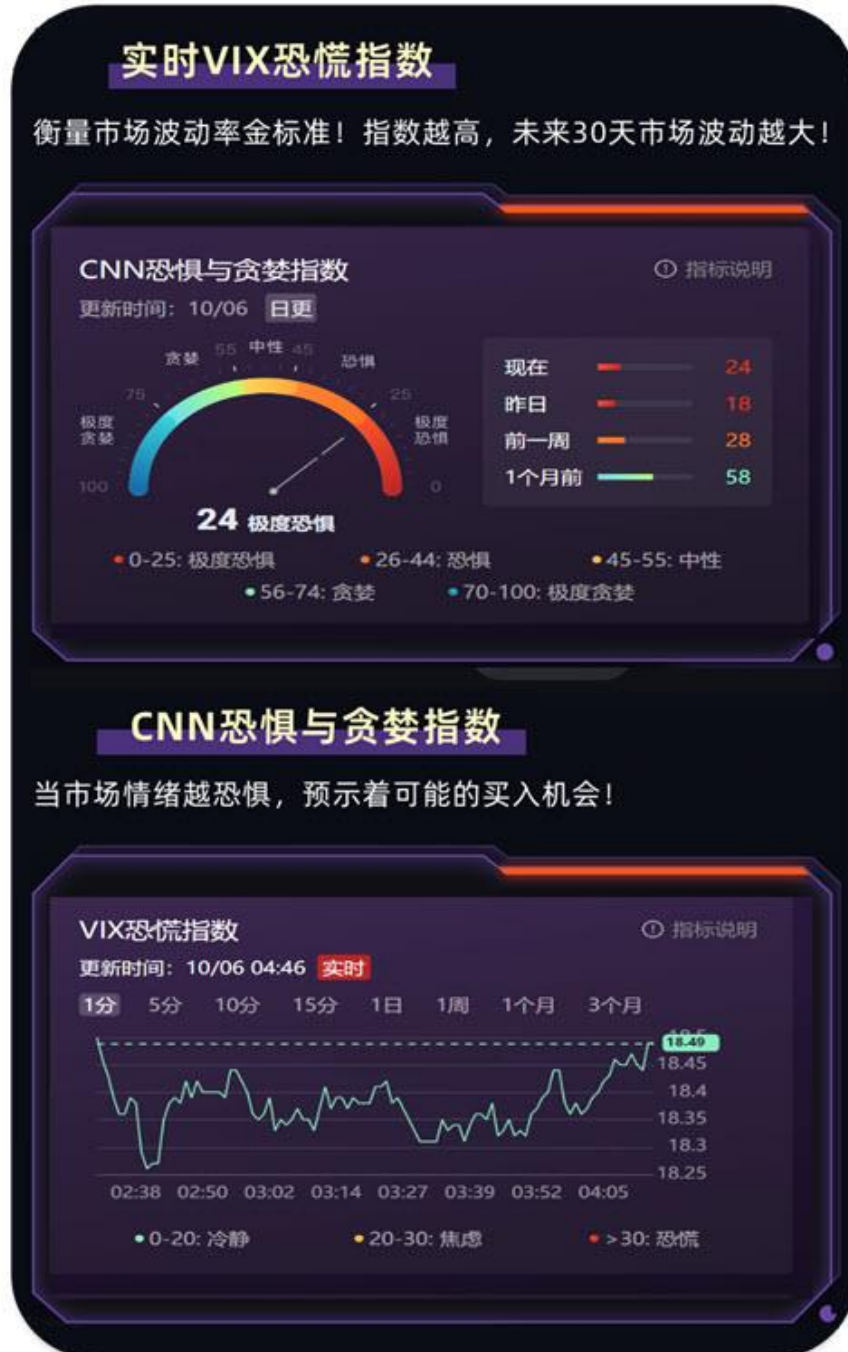 实时VIX恐慌指数
衡量市场波动率金标准！指数越高，未来30天市场波动越大！
CNN恐惧与贪婪指数
指标说明
更新时间：10/06 日更
贪婪 55 中性 45 恐惧
75 25
极度贪婪 极度恐惧
100 0
24 极度恐惧
现在 24
昨日 18
前一周 28
1个月前 58
0-25: 极度恐惧 26-44: 恐惧 45-55: 中性
56-74: 贪婪 70-100: 极度贪婪
CNN恐惧与贪婪指数
当市场情绪越恐惧，预示着可能的买入机会！
VIX恐慌指数
指标说明
更新时间：10/06 04:46 实时
1分 5分 10分 15分 1日 1周 1个月 3个月
18.49
18.45
18.4
18.35
18.3
18.25
02:38 02:50 03:02 03:14 03:27 03:39 03:52 04:05
0-20: 冷静 20-30: 焦虑 >30: 恐慌